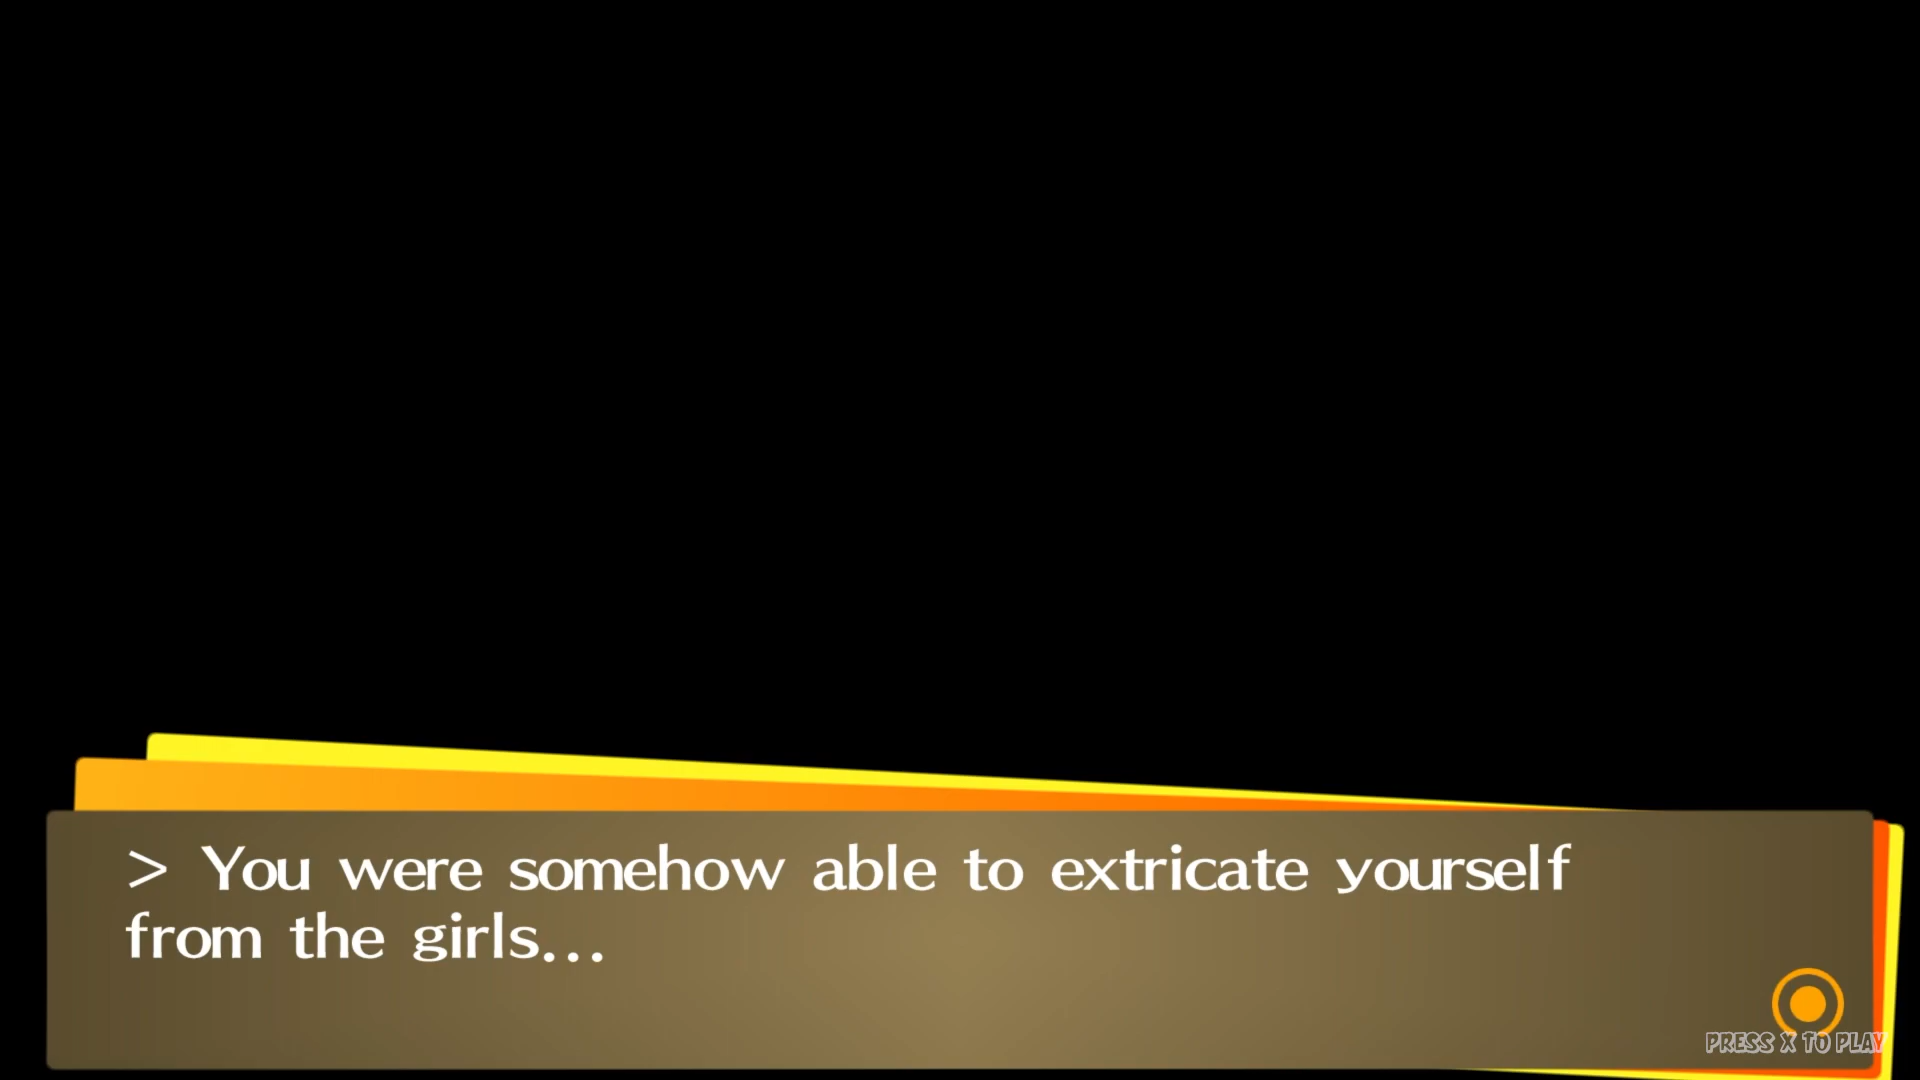 > You were somehow able to extricate yourself
from the girls...
PRESS X TO PLAY